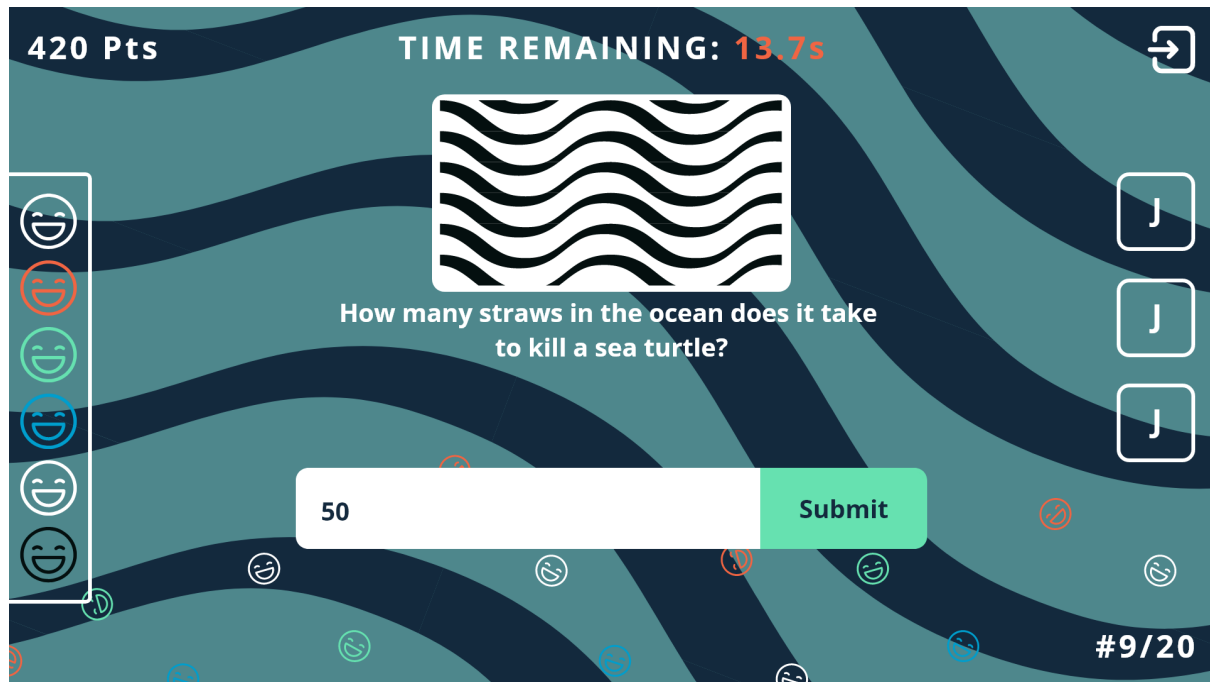 420 Pts
TIME REMAINING: 13.7s
How many straws in the ocean does it take
to kill a sea turtle?
J
J
J
50
Submit
#9/20